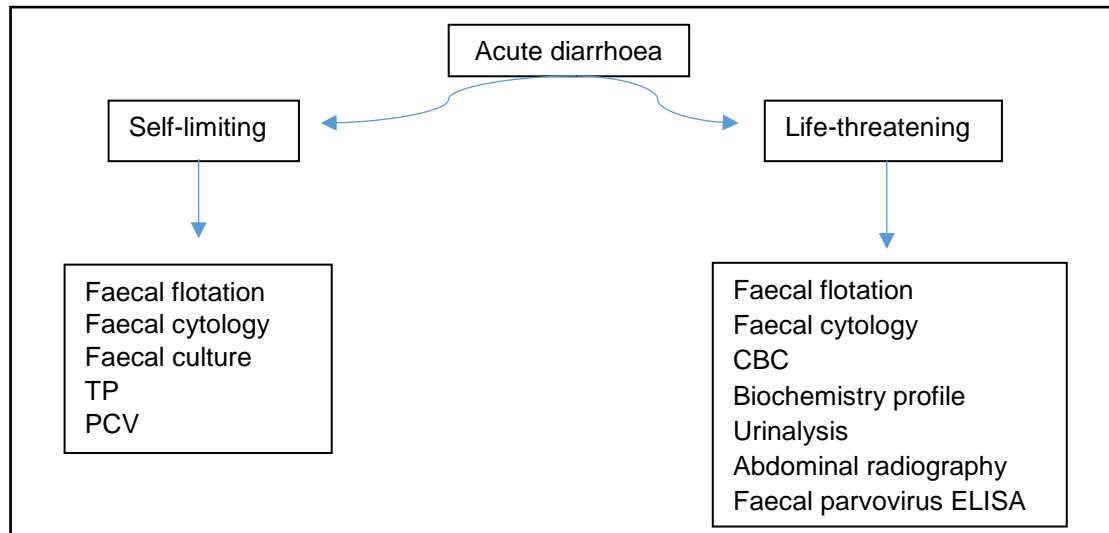 Acute diarrhoea
Self-limiting
Life-threatening
Faecal flotation
Faecal cytology
Faecal culture
TP
PCV
Faecal flotation
Faecal cytology
CBC
Biochemistry profile
Urinalysis
Abdominal radiography
Faecal parvovirus ELISA